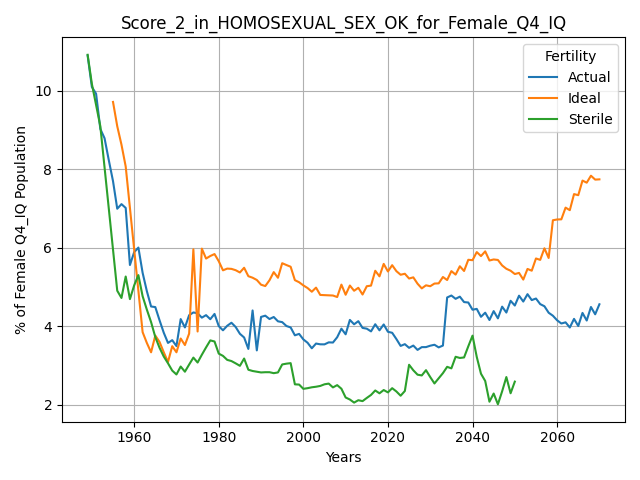 Score_2_in_HOMOSEXUAL_SEX_OK_for_Female_Q4_IQ
Fertility
Actual
Ideal
Sterile
% of Female Q4_IQ Population
10
8
6
4
2
1960 1980 2000 2020 2040 2060
Years